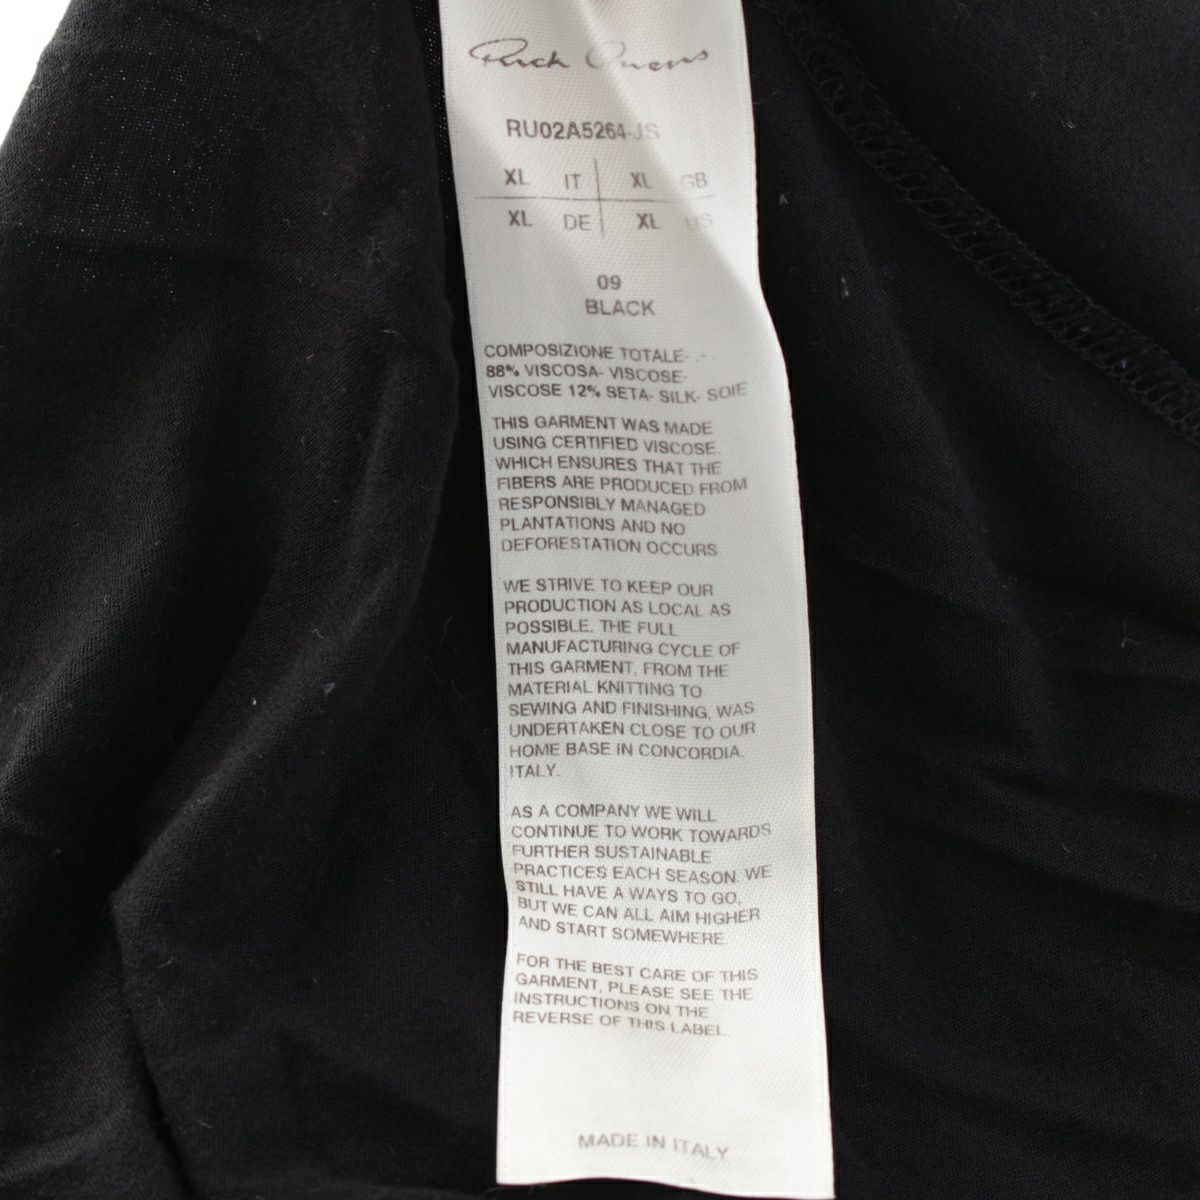 Rick Owens
RU02A5264-JS
XL IT XL GB
XL DE XL US
09
BLACK
COMPOSIZIONE TOTALE- .-.
88% VISCOSA- VISCOSE-
VISCOSE 12% SETA- SILK- SOIE
THIS GARMENT WAS MADE
USING CERTIFIED VISCOSE.
WHICH ENSURES THAT THE
FIBERS ARE PRODUCED FROM
RESPONSIBLY MANAGED
PLANTATIONS AND NO
DEFORESTATION OCCURS
WE STRIVE TO KEEP OUR
PRODUCTION AS LOCAL AS
POSSIBLE. THE FULL
MANUFACTURING CYCLE OF
THIS GARMENT, FROM THE
MATERIAL KNITTING TO
SEWING AND FINISHING, WAS
UNDERTAKEN CLOSE TO OUR
HOME BASE IN CONCORDIA.
ITALY.
AS A COMPANY WE WILL
CONTINUE TO WORK TOWARDS
FURTHER SUSTAINABLE
PRACTICES EACH SEASON. WE
STILL HAVE A WAYS TO GO,
BUT WE CAN ALL AIM HIGHER
AND START SOMEWHERE.
FOR THE BEST CARE OF THIS
GARMENT, PLEASE SEE THE
INSTRUCTIONS ON THE
REVERSE OF THIS LABEL.
MADE IN ITALY